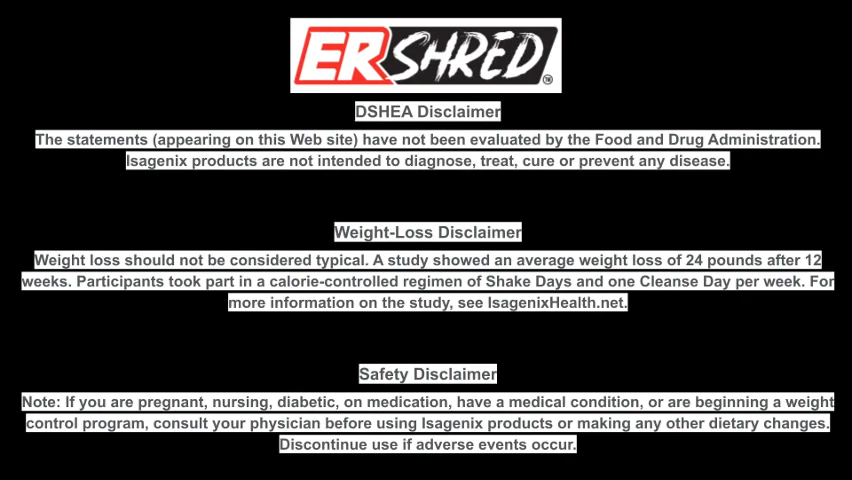 ERSHRED™
DSHEA Disclaimer
The statements (appearing on this Web site) have not been evaluated by the Food and Drug Administration.
Isagenix products are not intended to diagnose, treat, cure or prevent any disease.
Weight-Loss Disclaimer
Weight loss should not be considered typical. A study showed an average weight loss of 24 pounds after 12
weeks. Participants took part in a calorie-controlled regimen of Shake Days and one Cleanse Day per week. For
more information on the study, see IsagenixHealth.net.
Safety Disclaimer
Note: If you are pregnant, nursing, diabetic, on medication, have a medical condition, or are beginning a weight
control program, consult your physician before using Isagenix products or making any other dietary changes.
Discontinue use if adverse events occur.